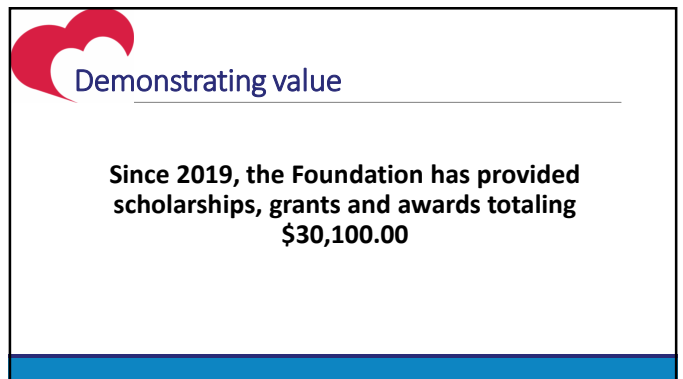 Demonstrating value
Since 2019, the Foundation has provided
scholarships, grants and awards totaling
$30,100.00